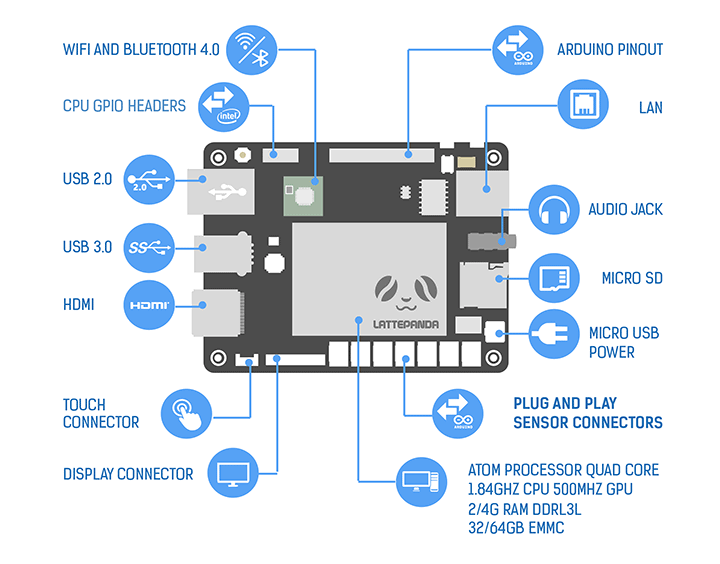 WIFI AND BLUETOOTH 4.0
ARDUINO PINOUT
ARDUINO
CPU GPIO HEADERS
intel
LAN
USB 2.0
2.0
AUDIO JACK
USB 3.0
SS
MICRO SD
HDMI
HDMI
LATTEPANDA
MICRO USB
POWER
TOUCH
CONNECTOR
ARDUINO
PLUG AND PLAY
SENSOR CONNECTORS
DISPLAY CONNECTOR
ATOM PROCESSOR QUAD CORE
1.84GHZ CPU 500MHZ GPU
2/4G RAM DDRL3L
32/64GB EMMC